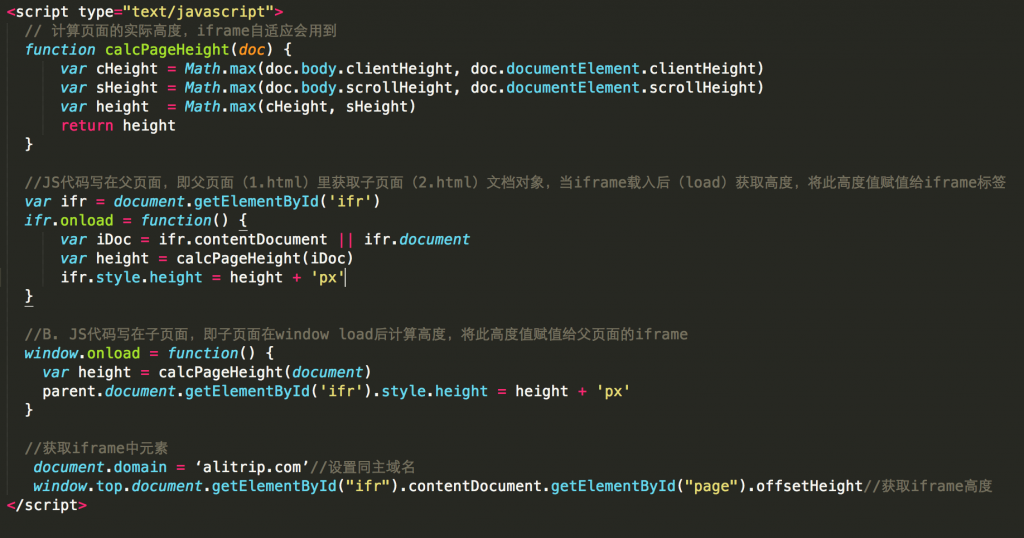 <script type="text/javascript">
// 计算页面的实际高度，iframe自适应会用到
function calcPageHeight(doc) {
var cHeight = Math.max(doc.body.clientHeight, doc.documentElement.clientHeight)
var sHeight = Math.max(doc.body.scrollHeight, doc.documentElement.scrollHeight)
var height  = Math.max(cHeight, sHeight)
return height
}
//JS代码写在父页面，即父页面（1.html）里获取子页面（2.html）文档对象，当iframe载入后（load）获取高度，将此高度值赋值给iframe标签
var ifr = document.getElementById('ifr')
ifr.onload = function() {
var iDoc = ifr.contentDocument || ifr.document
var height = calcPageHeight(iDoc)
ifr.style.height = height + 'px'
}
//B. JS代码写在子页面，即子页面在window load后计算高度，将此高度值赋值给父页面的iframe
window.onload = function() {
var height = calcPageHeight(document)
parent.document.getElementById('ifr').style.height = height + 'px'
}
//获取iframe中元素
document.domain = ‘alitrip.com’//设置同主域名
window.top.document.getElementById("ifr").contentDocument.getElementById("page").offsetHeight//获取iframe高度
</script>